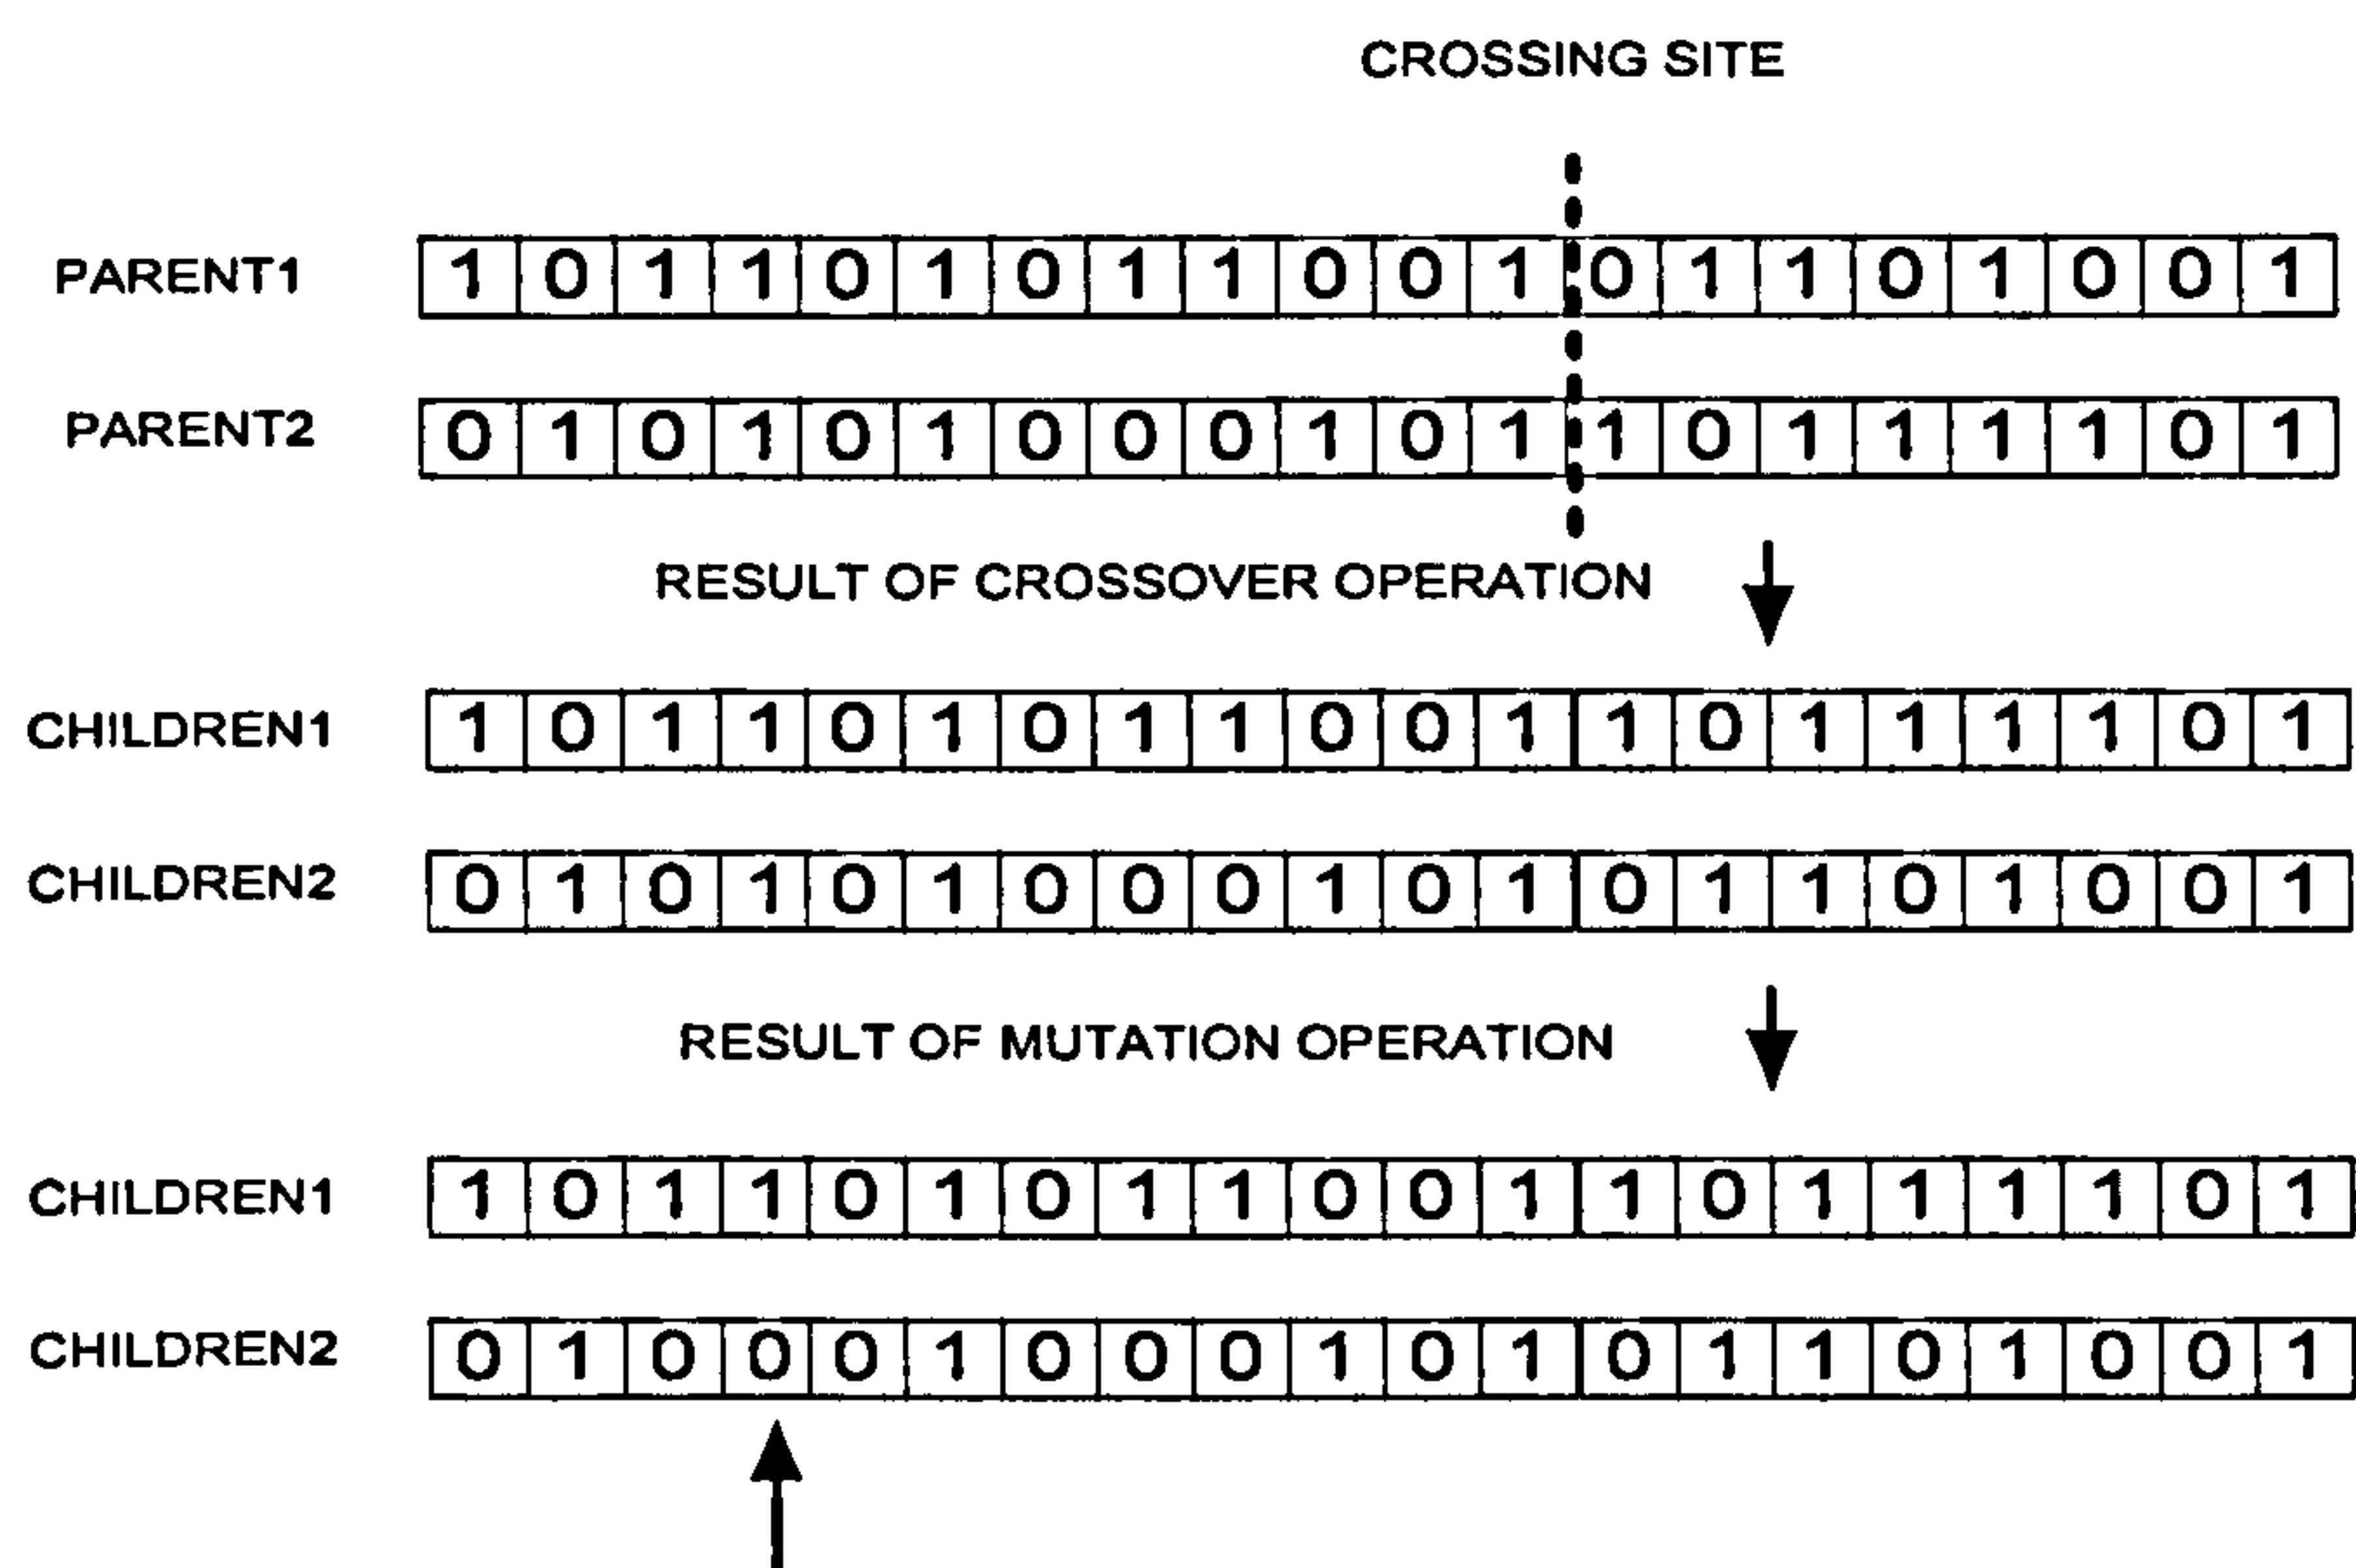 CROSSING SITE
PARENT1 1 0 1 1 0 1 0 1 1 0 0 1 0 1 1 0 1 0 0 1
PARENT2 0 1 0 1 0 1 0 0 0 1 0 1 1 0 1 1 1 1 0 1
RESULT OF CROSSOVER OPERATION
CHILDREN1 1 0 1 1 0 1 0 1 1 0 0 1 1 0 1 1 1 1 0 1
CHILDREN2 0 1 0 1 0 1 0 0 0 1 0 1 0 1 1 0 1 0 0 1
RESULT OF MUTATION OPERATION
CHILDREN1 1 0 1 1 0 1 0 1 1 0 0 1 1 0 1 1 1 1 0 1
CHILDREN2 0 1 0 0 0 1 0 0 0 1 0 1 0 1 1 0 1 0 0 1